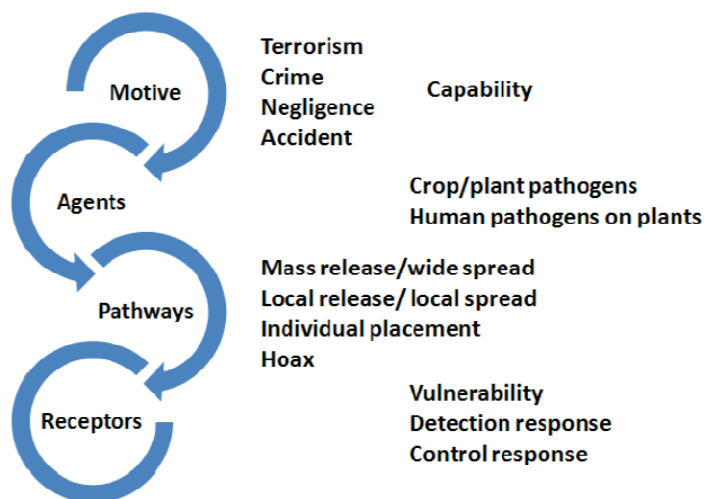 Motive
Terrorism
Crime
Negligence
Accident
Capability
Agents
Crop/plant pathogens
Human pathogens on plants
Pathways
Mass release/wide spread
Local release/ local spread
Individual placement
Hoax
Receptors
Vulnerability
Detection response
Control response